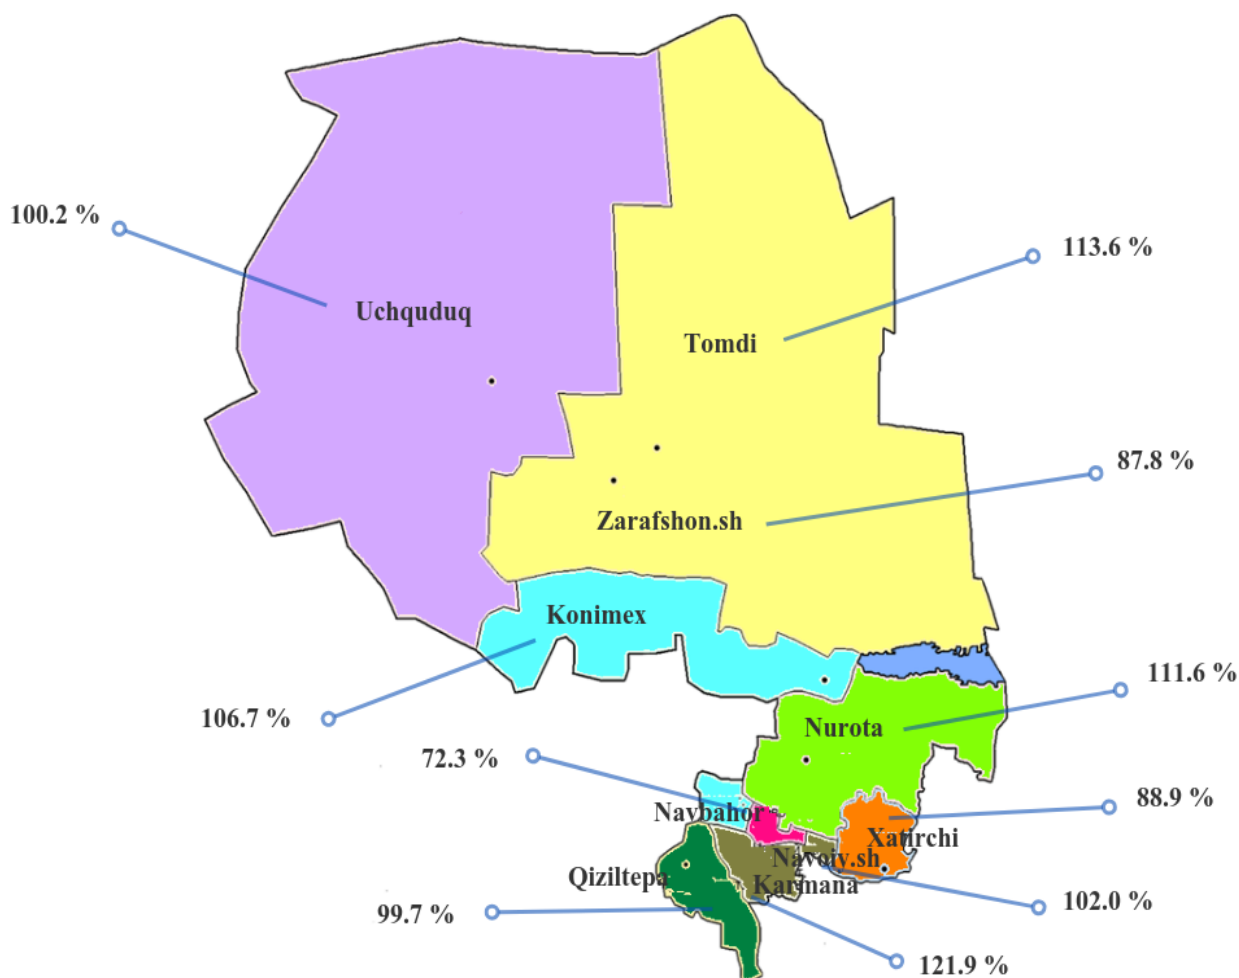 100.2 %
113.6 %
Uchquduq
Tomdi
87.8 %
Zarafshon.sh
Konimex
111.6 %
106.7 %
Nurota
72.3 %
88.9 %
Navbahor
Xatirchi
Navoiy.sh
Qiziltepa
Karmana
102.0 %
99.7 %
121.9 %